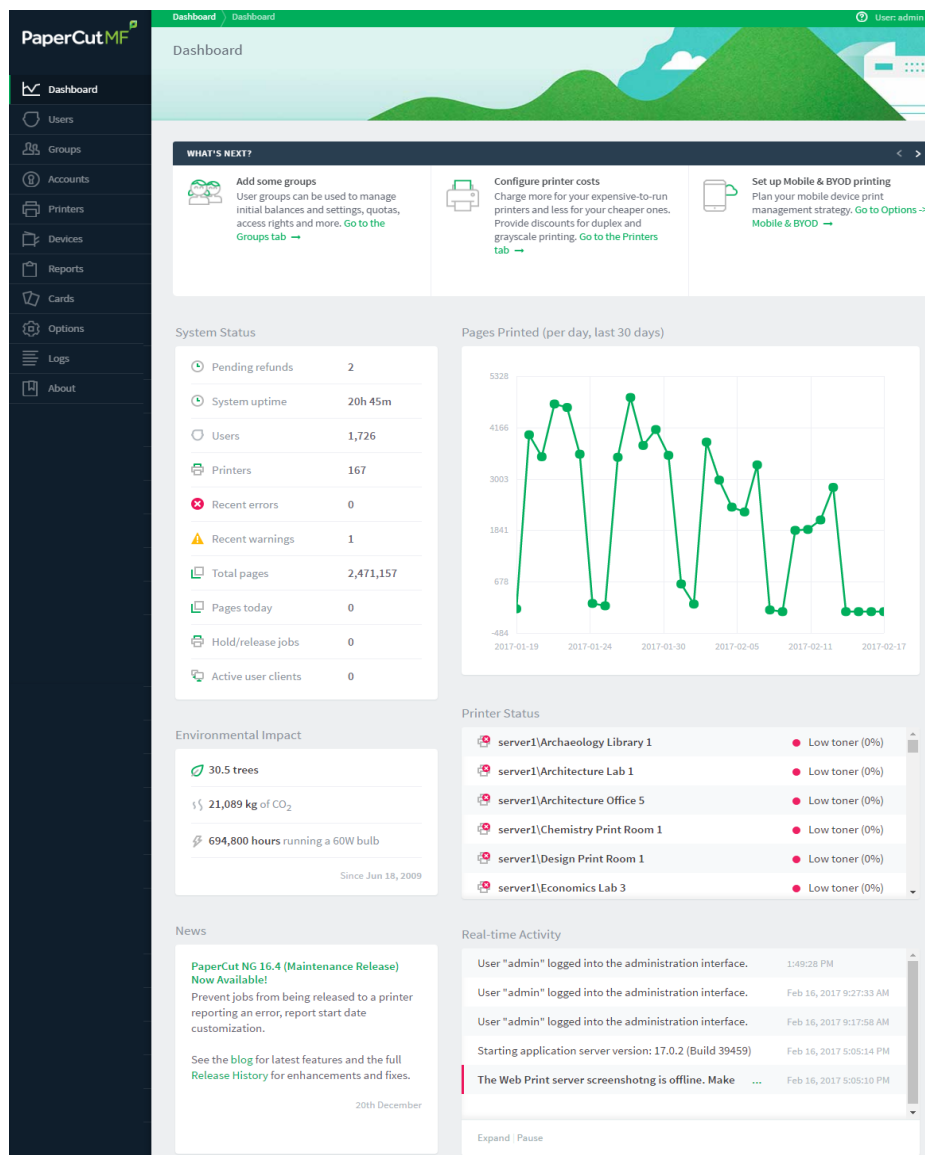 Dashboard Dashboard
User: admin
PaperCutMF
Dashboard
Users
Groups
Accounts
Printers
Devices
Reports
Cards
Options
Logs
About
Dashboard
WHAT'S NEXT?
< >
Add some groups
User groups can be used to manage
initial balances and settings, quotas,
access rights and more. Go to the
Groups tab →
Configure printer costs
Charge more for your expensive-to-run
printers and less for your cheaper ones.
Provide discounts for duplex and
grayscale printing. Go to the Printers
tab →
Set up Mobile & BYOD printing
Plan your mobile device print
management strategy. Go to Options ->
Mobile & BYOD →
System Status
Pending refunds 2
System uptime 20h 45m
Users 1,726
Printers 167
Recent errors 0
Recent warnings 1
Total pages 2,471,157
Pages today 0
Hold/release jobs 0
Active user clients 0
Pages Printed (per day, last 30 days)
5328
4166
3003
1841
678
-484
2017-01-19 2017-01-24 2017-01-30 2017-02-05 2017-02-11 2017-02-17
Environmental Impact
30.5 trees
21,089 kg of CO2
694,800 hours running a 60W bulb
Since Jun 18, 2009
Printer Status
server1\Archaeology Library 1 Low toner (0%)
server1\Architecture Lab 1 Low toner (0%)
server1\Architecture Office 5 Low toner (0%)
server1\Chemistry Print Room 1 Low toner (0%)
server1\Design Print Room 1 Low toner (0%)
server1\Economics Lab 3 Low toner (0%)
News
PaperCut NG 16.4 (Maintenance Release)
Now Available!
Prevent jobs from being released to a printer
reporting an error, report start date
customization.
See the blog for latest features and the full
Release History for enhancements and fixes.
20th December
Real-time Activity
User "admin" logged into the administration interface. 1:49:28 PM
User "admin" logged into the administration interface. Feb 16, 2017 9:27:33 AM
User "admin" logged into the administration interface. Feb 16, 2017 9:17:58 AM
Starting application server version: 17.0.2 (Build 39459) Feb 16, 2017 5:05:14 PM
The Web Print server screenshotng is offline. Make ... Feb 16, 2017 5:05:10 PM
Expand | Pause